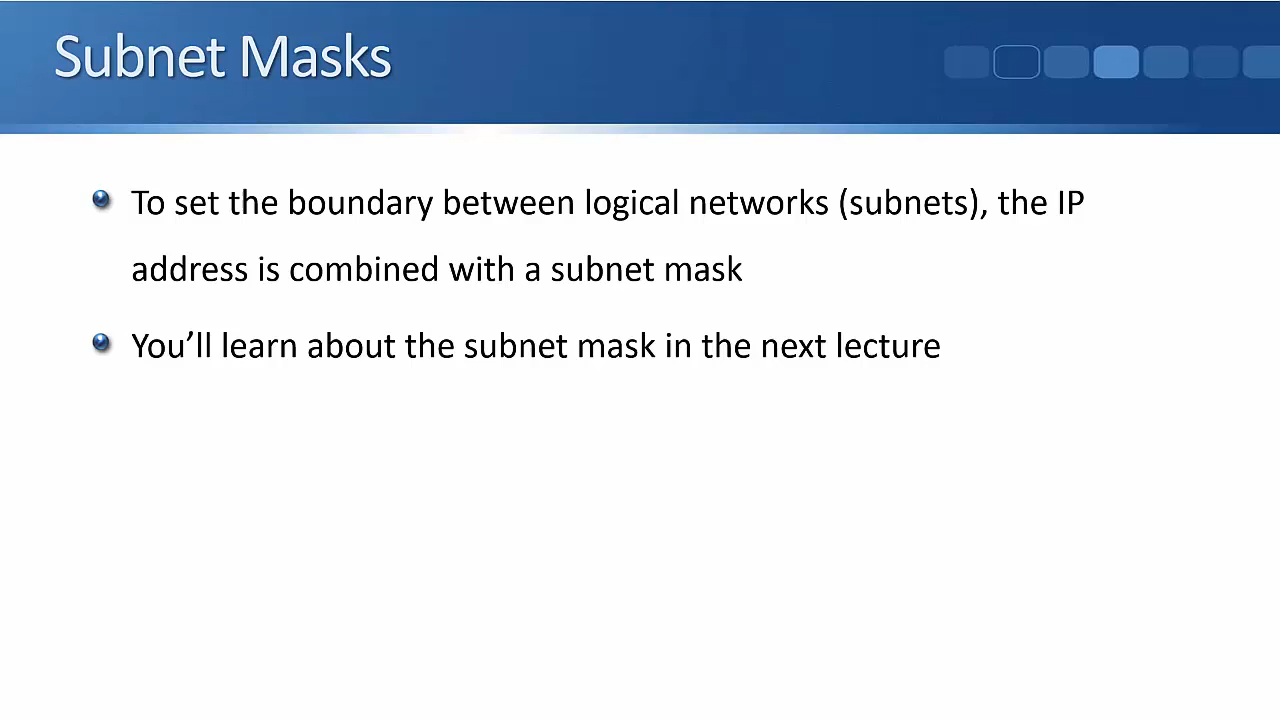 Subnet Masks
To set the boundary between logical networks (subnets), the IP
address is combined with a subnet mask
You’ll learn about the subnet mask in the next lecture